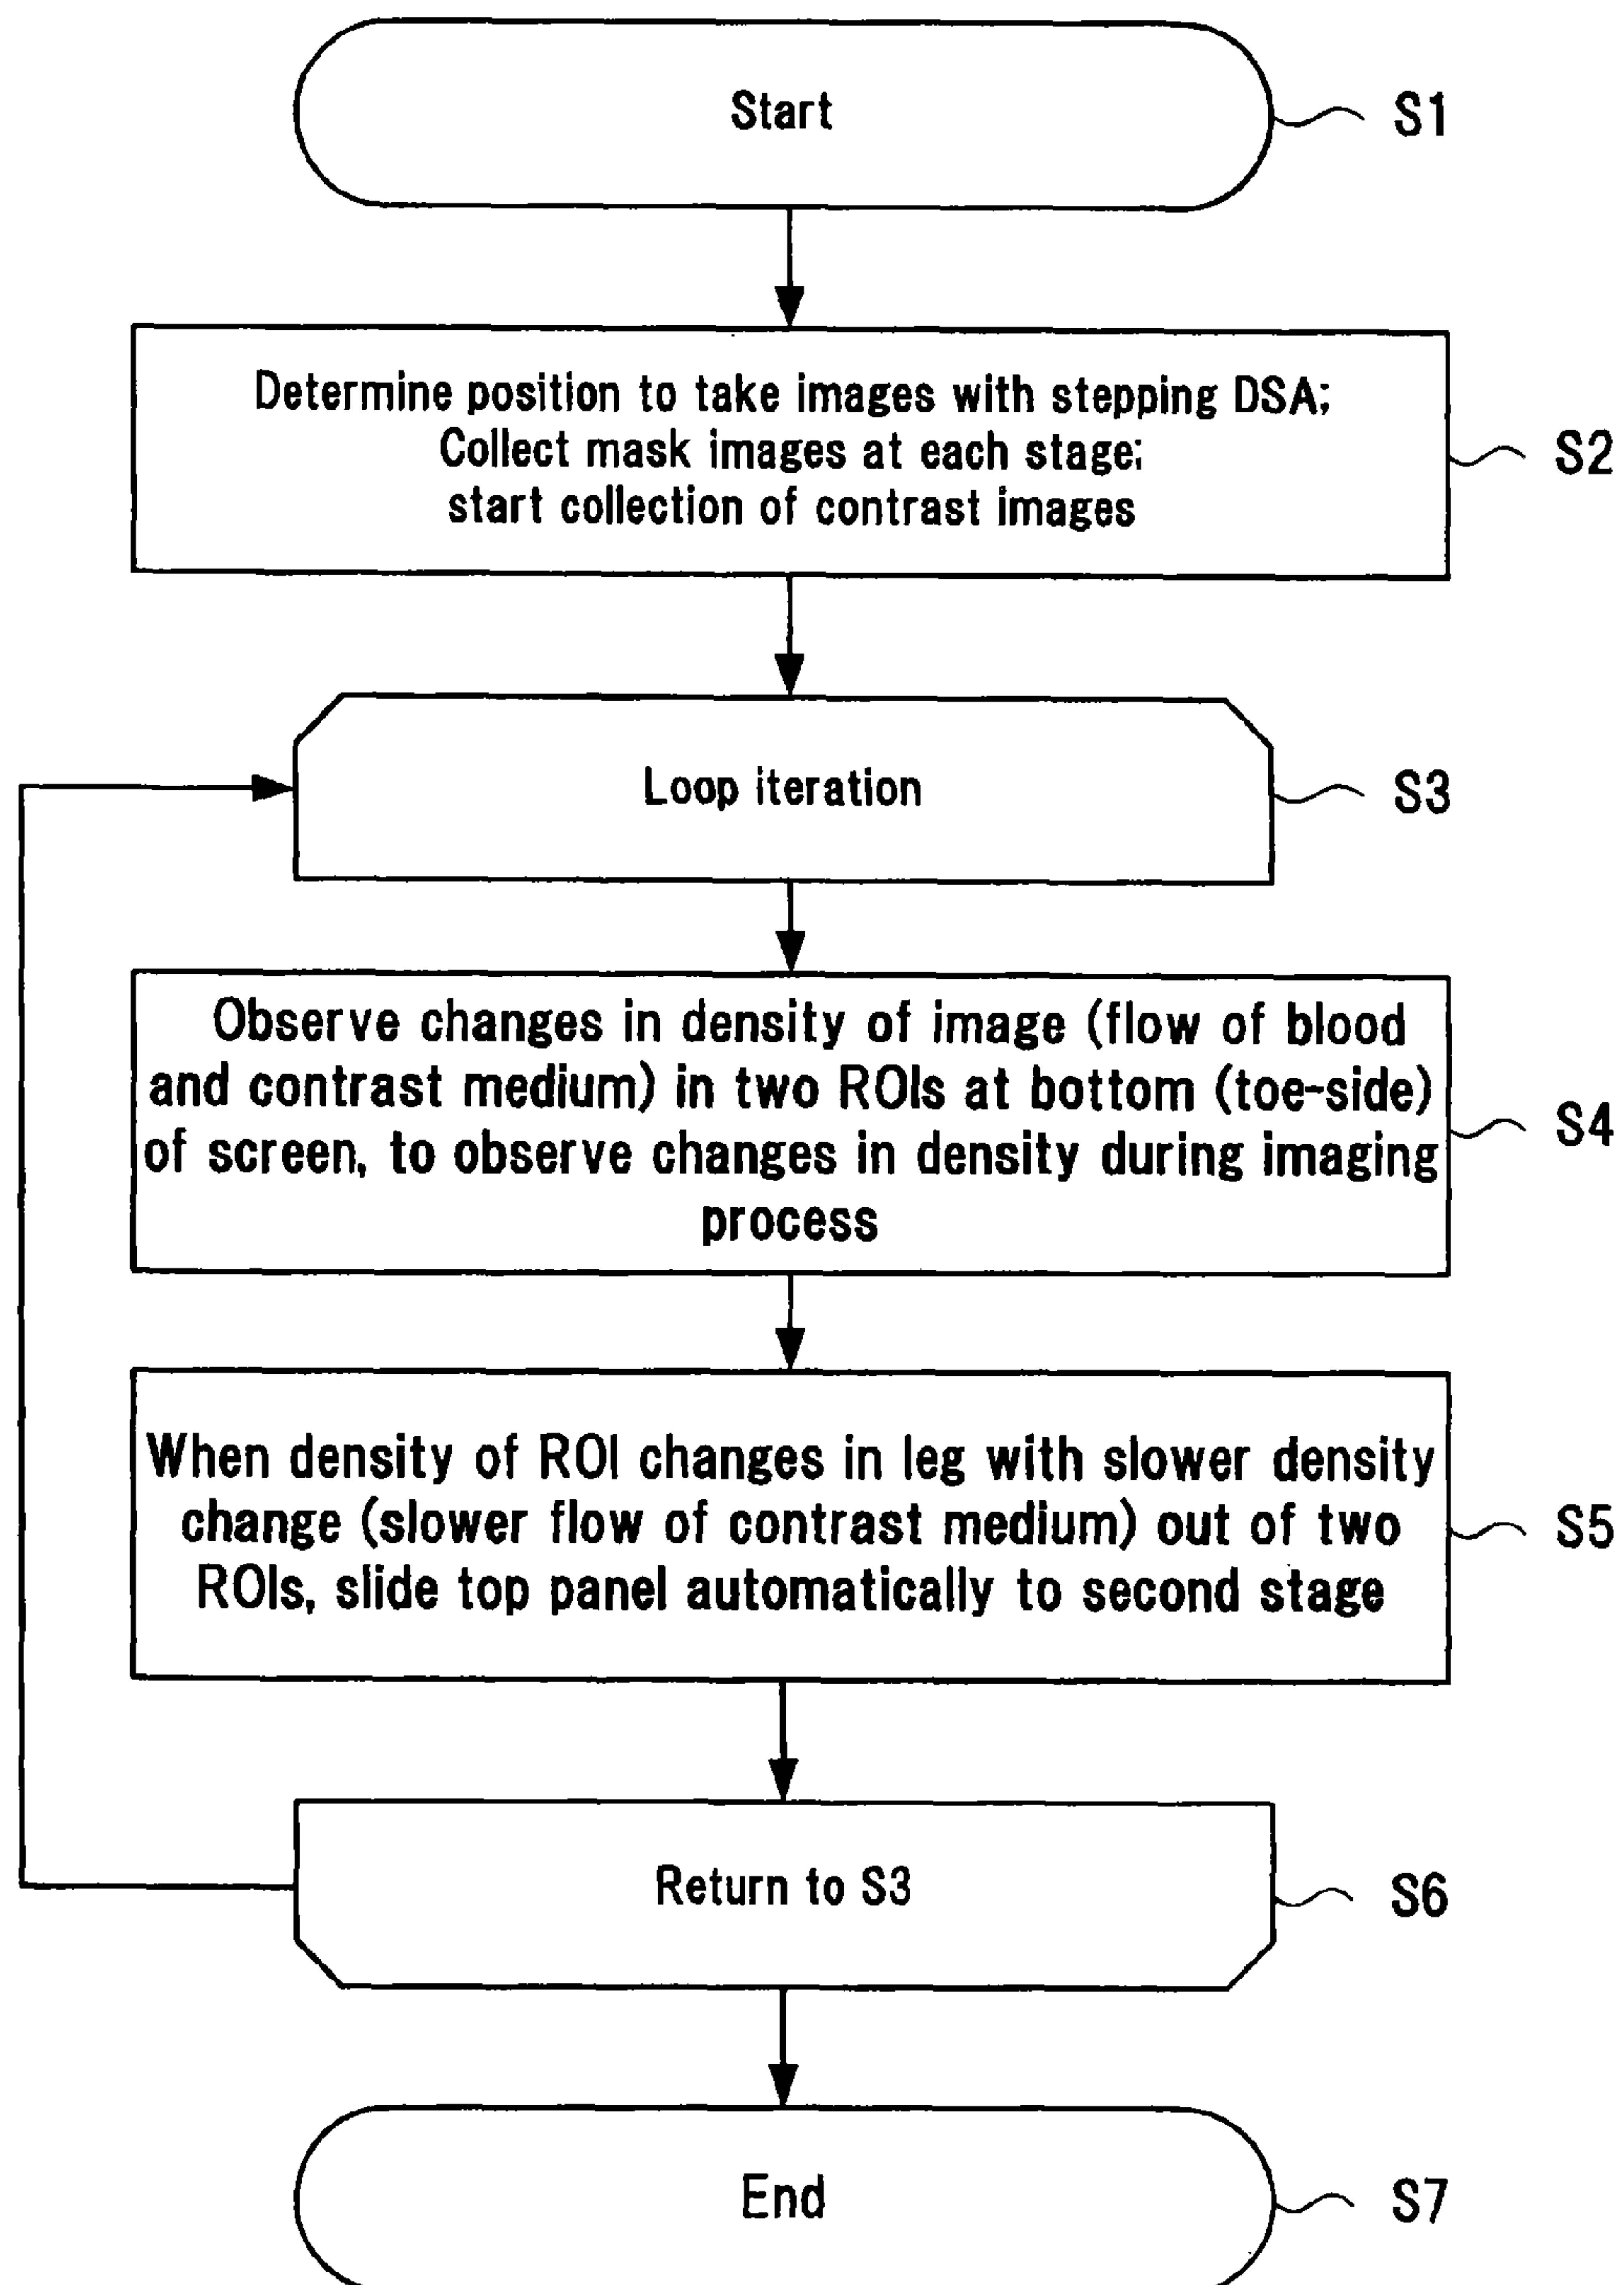 Start
S1
Determine position to take images with stepping DSA;
Collect mask images at each stage;
start collection of contrast images
S2
Loop iteration
S3
Observe changes in density of image (flow of blood
and contrast medium) in two ROIs at bottom (toe-side)
of screen, to observe changes in density during imaging
process
S4
When density of ROI changes in leg with slower density
change (slower flow of contrast medium) out of two
ROIs, slide top panel automatically to second stage
S5
Return to S3
S6
End
S7